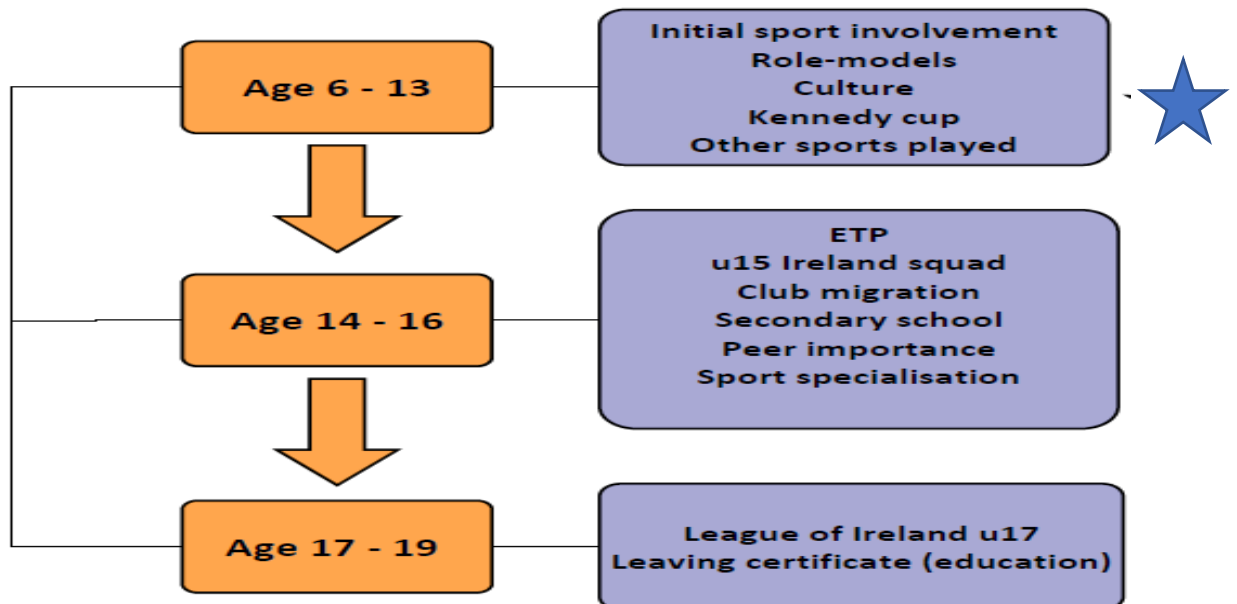 Age 6 - 13
Initial sport involvement
Role-models
Culture
Kennedy cup
Other sports played
Age 14 - 16
ETP
u15 Ireland squad
Club migration
Secondary school
Peer importance
Sport specialisation
Age 17 - 19
League of Ireland u17
Leaving certificate (education)